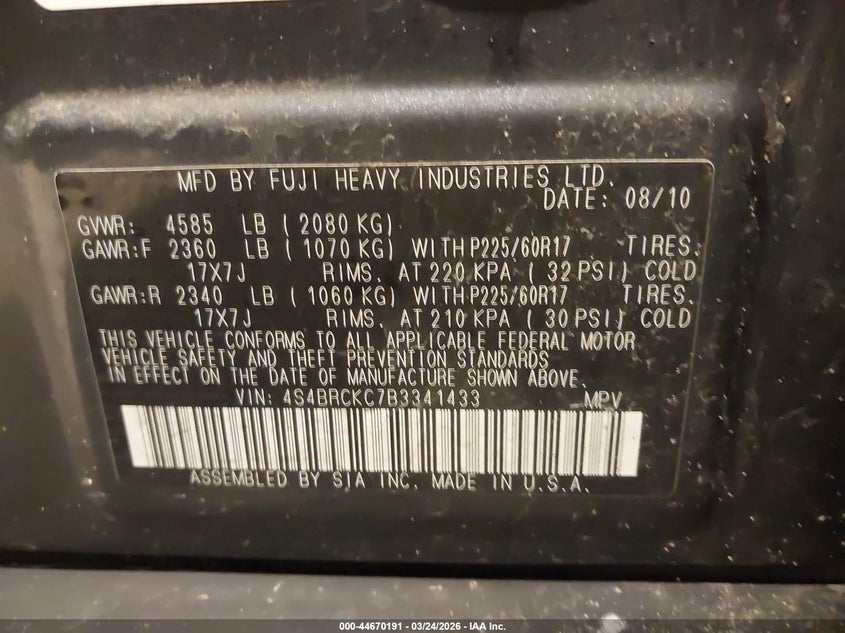 MFD BY FUJI HEAVY INDUSTRIES LTD.
DATE: 08/10
GVWR: 4585 LB ( 2080 KG)
GAWR:F 2360 LB ( 1070 KG) WITH P225/60R17 TIRES.
17X7J RIMS. AT 220 KPA ( 32 PSI) COLD
GAWR:R 2340 LB ( 1060 KG) WITH P225/60R17 TIRES.
17X7J RIMS. AT 210 KPA ( 30 PSI) COLD
THIS VEHICLE CONFORMS TO ALL APPLICABLE FEDERAL MOTOR
VEHICLE SAFETY AND THEFT PREVENTION STANDARDS
IN EFFECT ON THE DATE OF MANUFACTURE SHOWN ABOVE.
VIN: 4S4BRCKC7B3341433 MPV
ASSEMBLED BY SIA INC. MADE IN U.S.A.
000-44670191 - 03/24/2026 - IAA Inc.